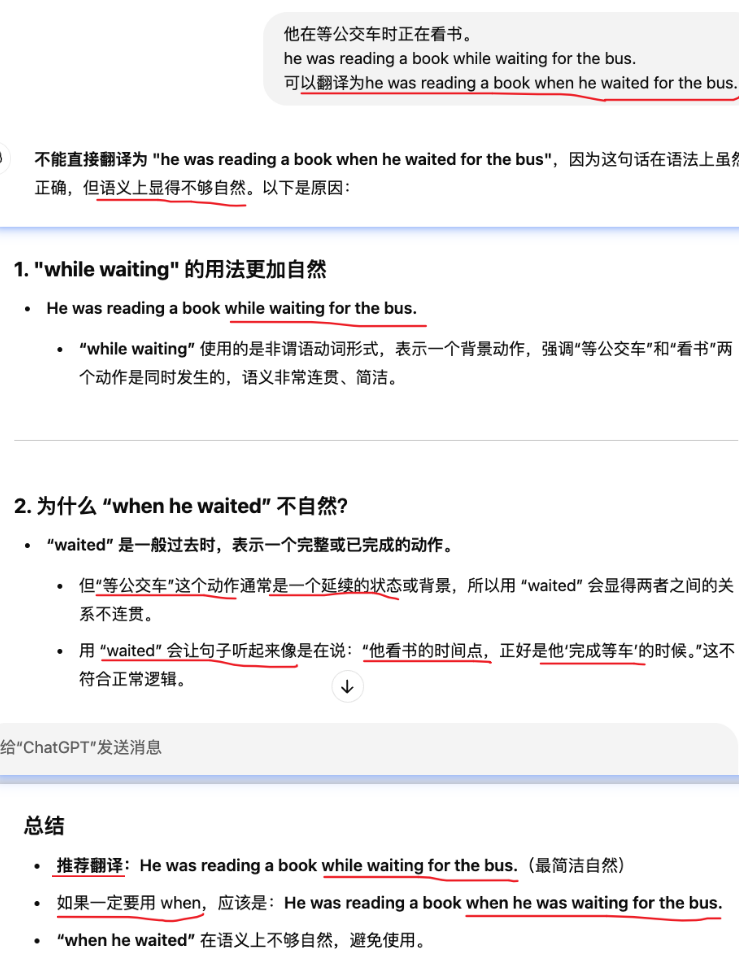 他在等公交车时正在看书。
he was reading a book while waiting for the bus.
可以翻译为he was reading a book when he waited for the bus.
不能直接翻译为 "he was reading a book when he waited for the bus"，因为这句话在语法上虽然
正确，但语义上显得不够自然。以下是原因：
1. "while waiting" 的用法更加自然
• He was reading a book while waiting for the bus.
• “while waiting” 使用的是非谓语动词形式，表示一个背景动作，强调“等公交车”和“看书”两
个动作是同时发生的，语义非常连贯、简洁。
2. 为什么 “when he waited” 不自然？
• “waited” 是一般过去时，表示一个完整或已完成的动作。
• 但“等公交车”这个动作通常是一个延续的状态或背景，所以用 “waited” 会显得两者之间的关
系不连贯。
• 用 “waited” 会让句子听起来像是在说：“他看书的时间点，正好是他‘完成等车’的时候。”这不
符合正常逻辑。
给“ChatGPT”发送消息
总结
• 推荐翻译：He was reading a book while waiting for the bus.（最简洁自然）
• 如果一定要用 when，应该是：He was reading a book when he was waiting for the bus.
• “when he waited” 在语义上不够自然，避免使用。